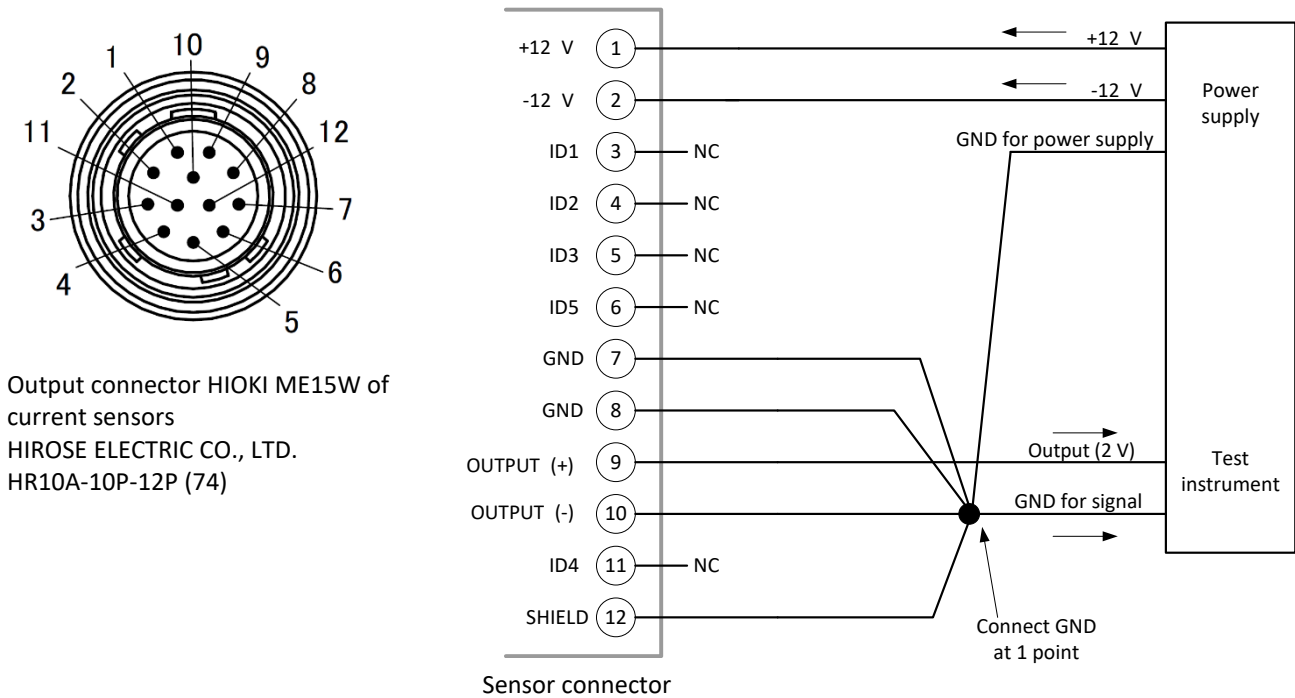 10
1
9
2
8
11
12
3
7
4
6
5
Output connector HIOKI ME15W of
current sensors
HIROSE ELECTRIC CO., LTD.
HR10A-10P-12P (74)
+12 V 1 +12 V
-12 V 2 -12 V
Power
supply
ID1 3 NC GND for power supply
ID2 4 NC
ID3 5 NC
ID5 6 NC
GND 7
GND 8
OUTPUT (+) 9 Output (2 V)
Test
instrument
OUTPUT (-) 10 GND for signal
ID4 11 NC
SHIELD 12
Connect GND
at 1 point
Sensor connector